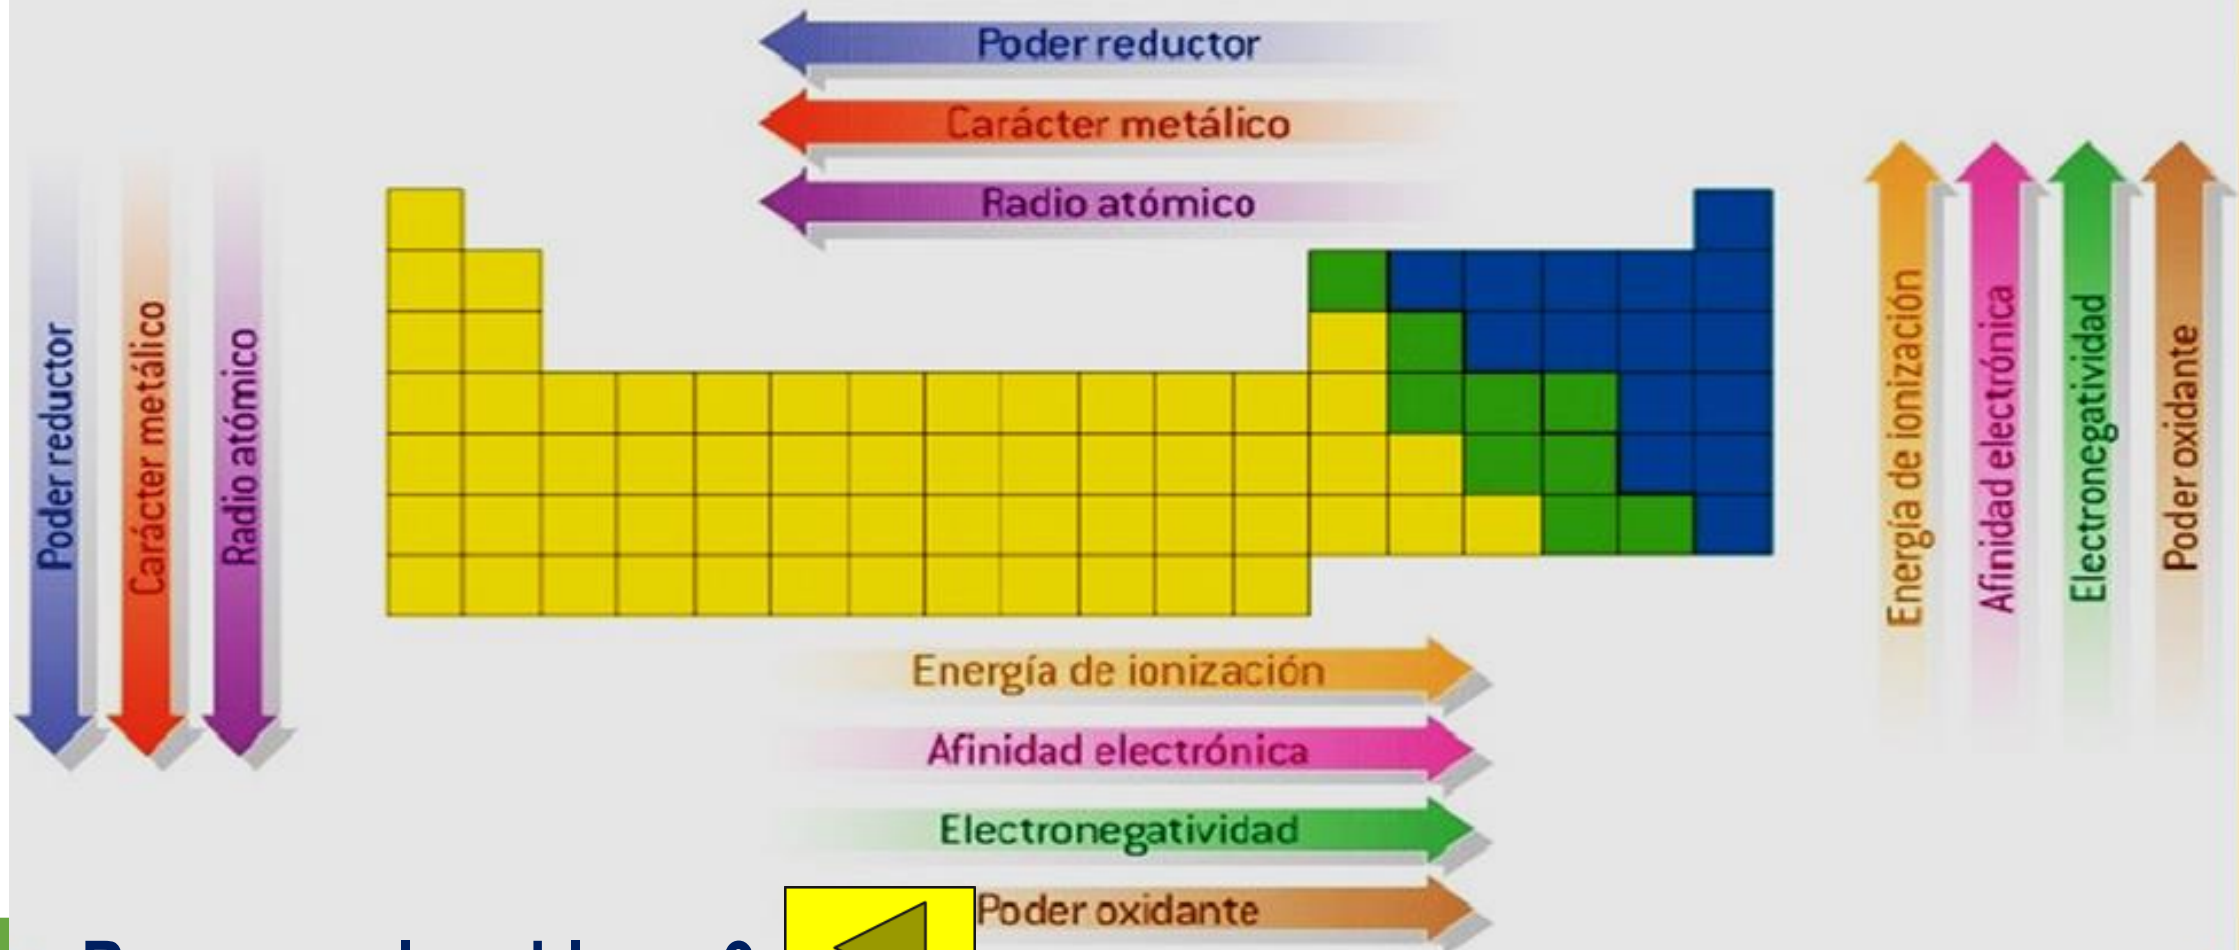 Poder reductor
Carácter metálico
Radio atómico
Poder reductor
Carácter metálico
Radio atómico
Energía de ionización
Afinidad electrónica
Electronegatividad
Poder oxidante
Energía de ionización
Afinidad electrónica
Electronegatividad
Poder oxidante